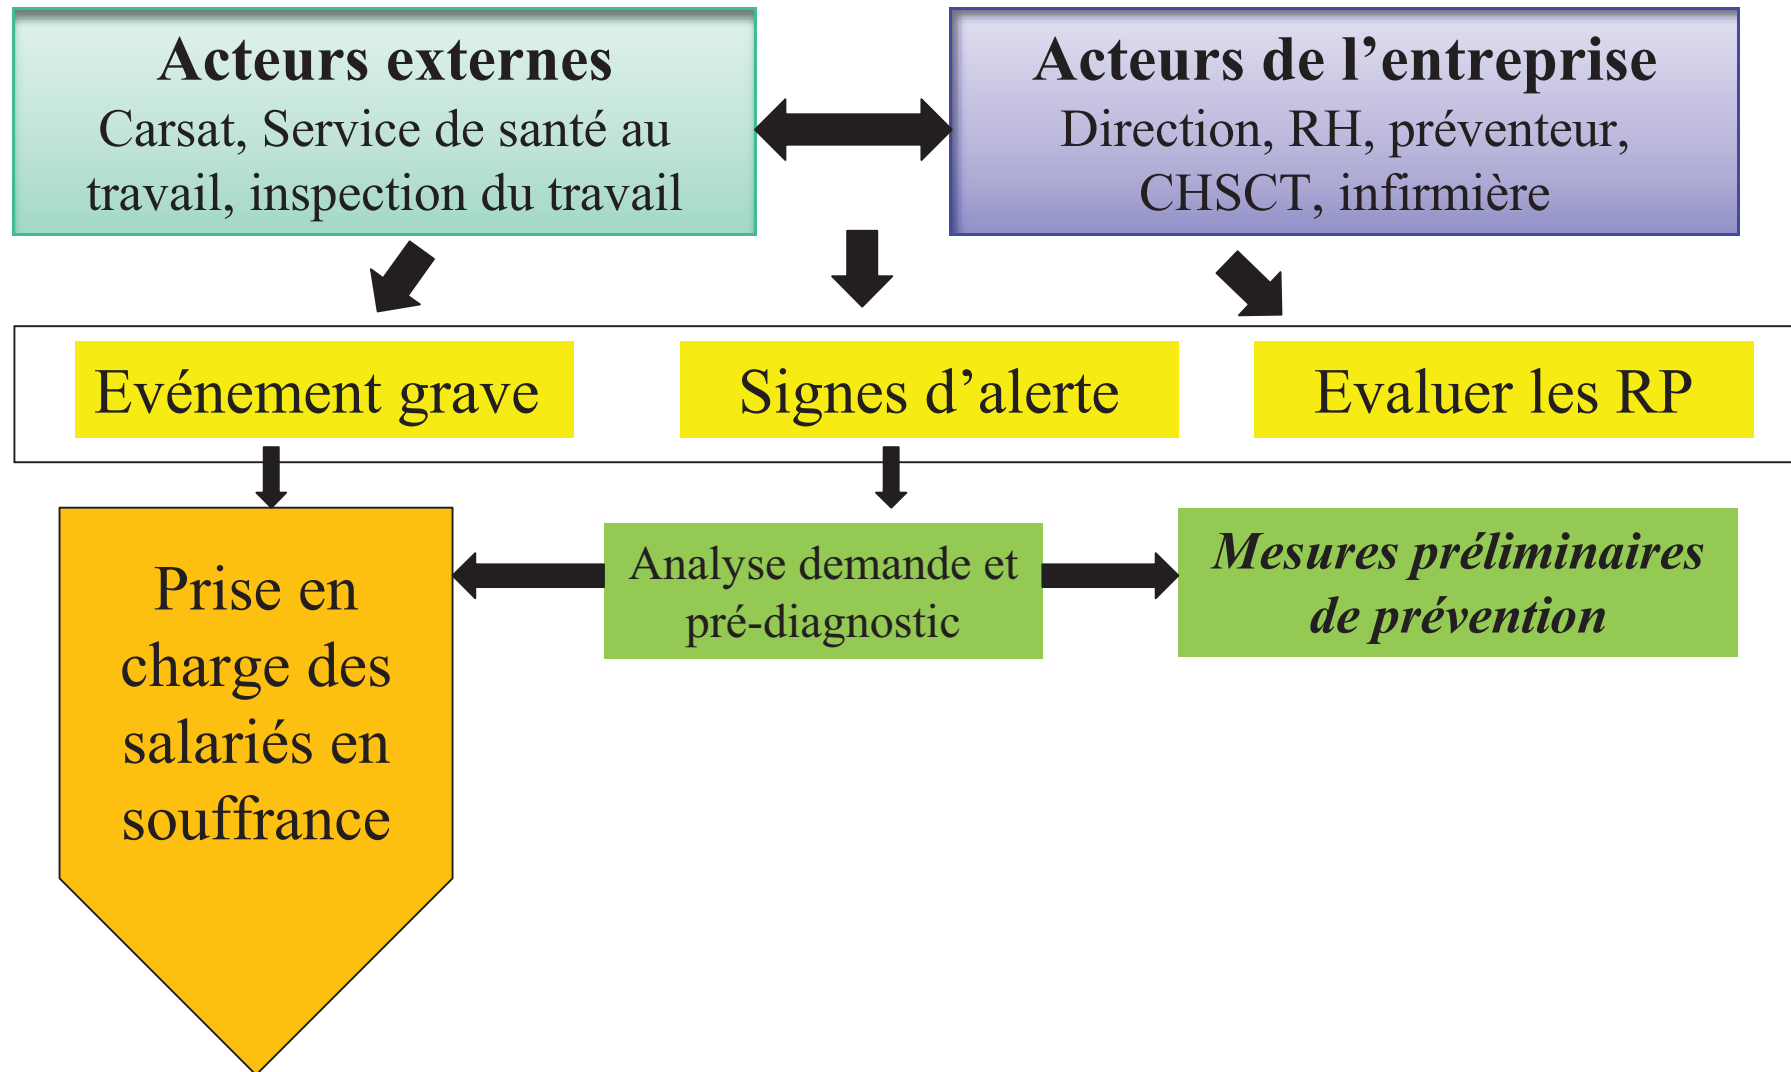 Acteurs externes
Carsat, Service de santé au
travail, inspection du travail
Acteurs de l’entreprise
Direction, RH, préventeur,
CHSCT, infirmière
Evénement grave
Signes d’alerte
Evaluer les RP
Prise en
charge des
salariés en
souffrance
Analyse demande et
pré-diagnostic
Mesures préliminaires
de prévention